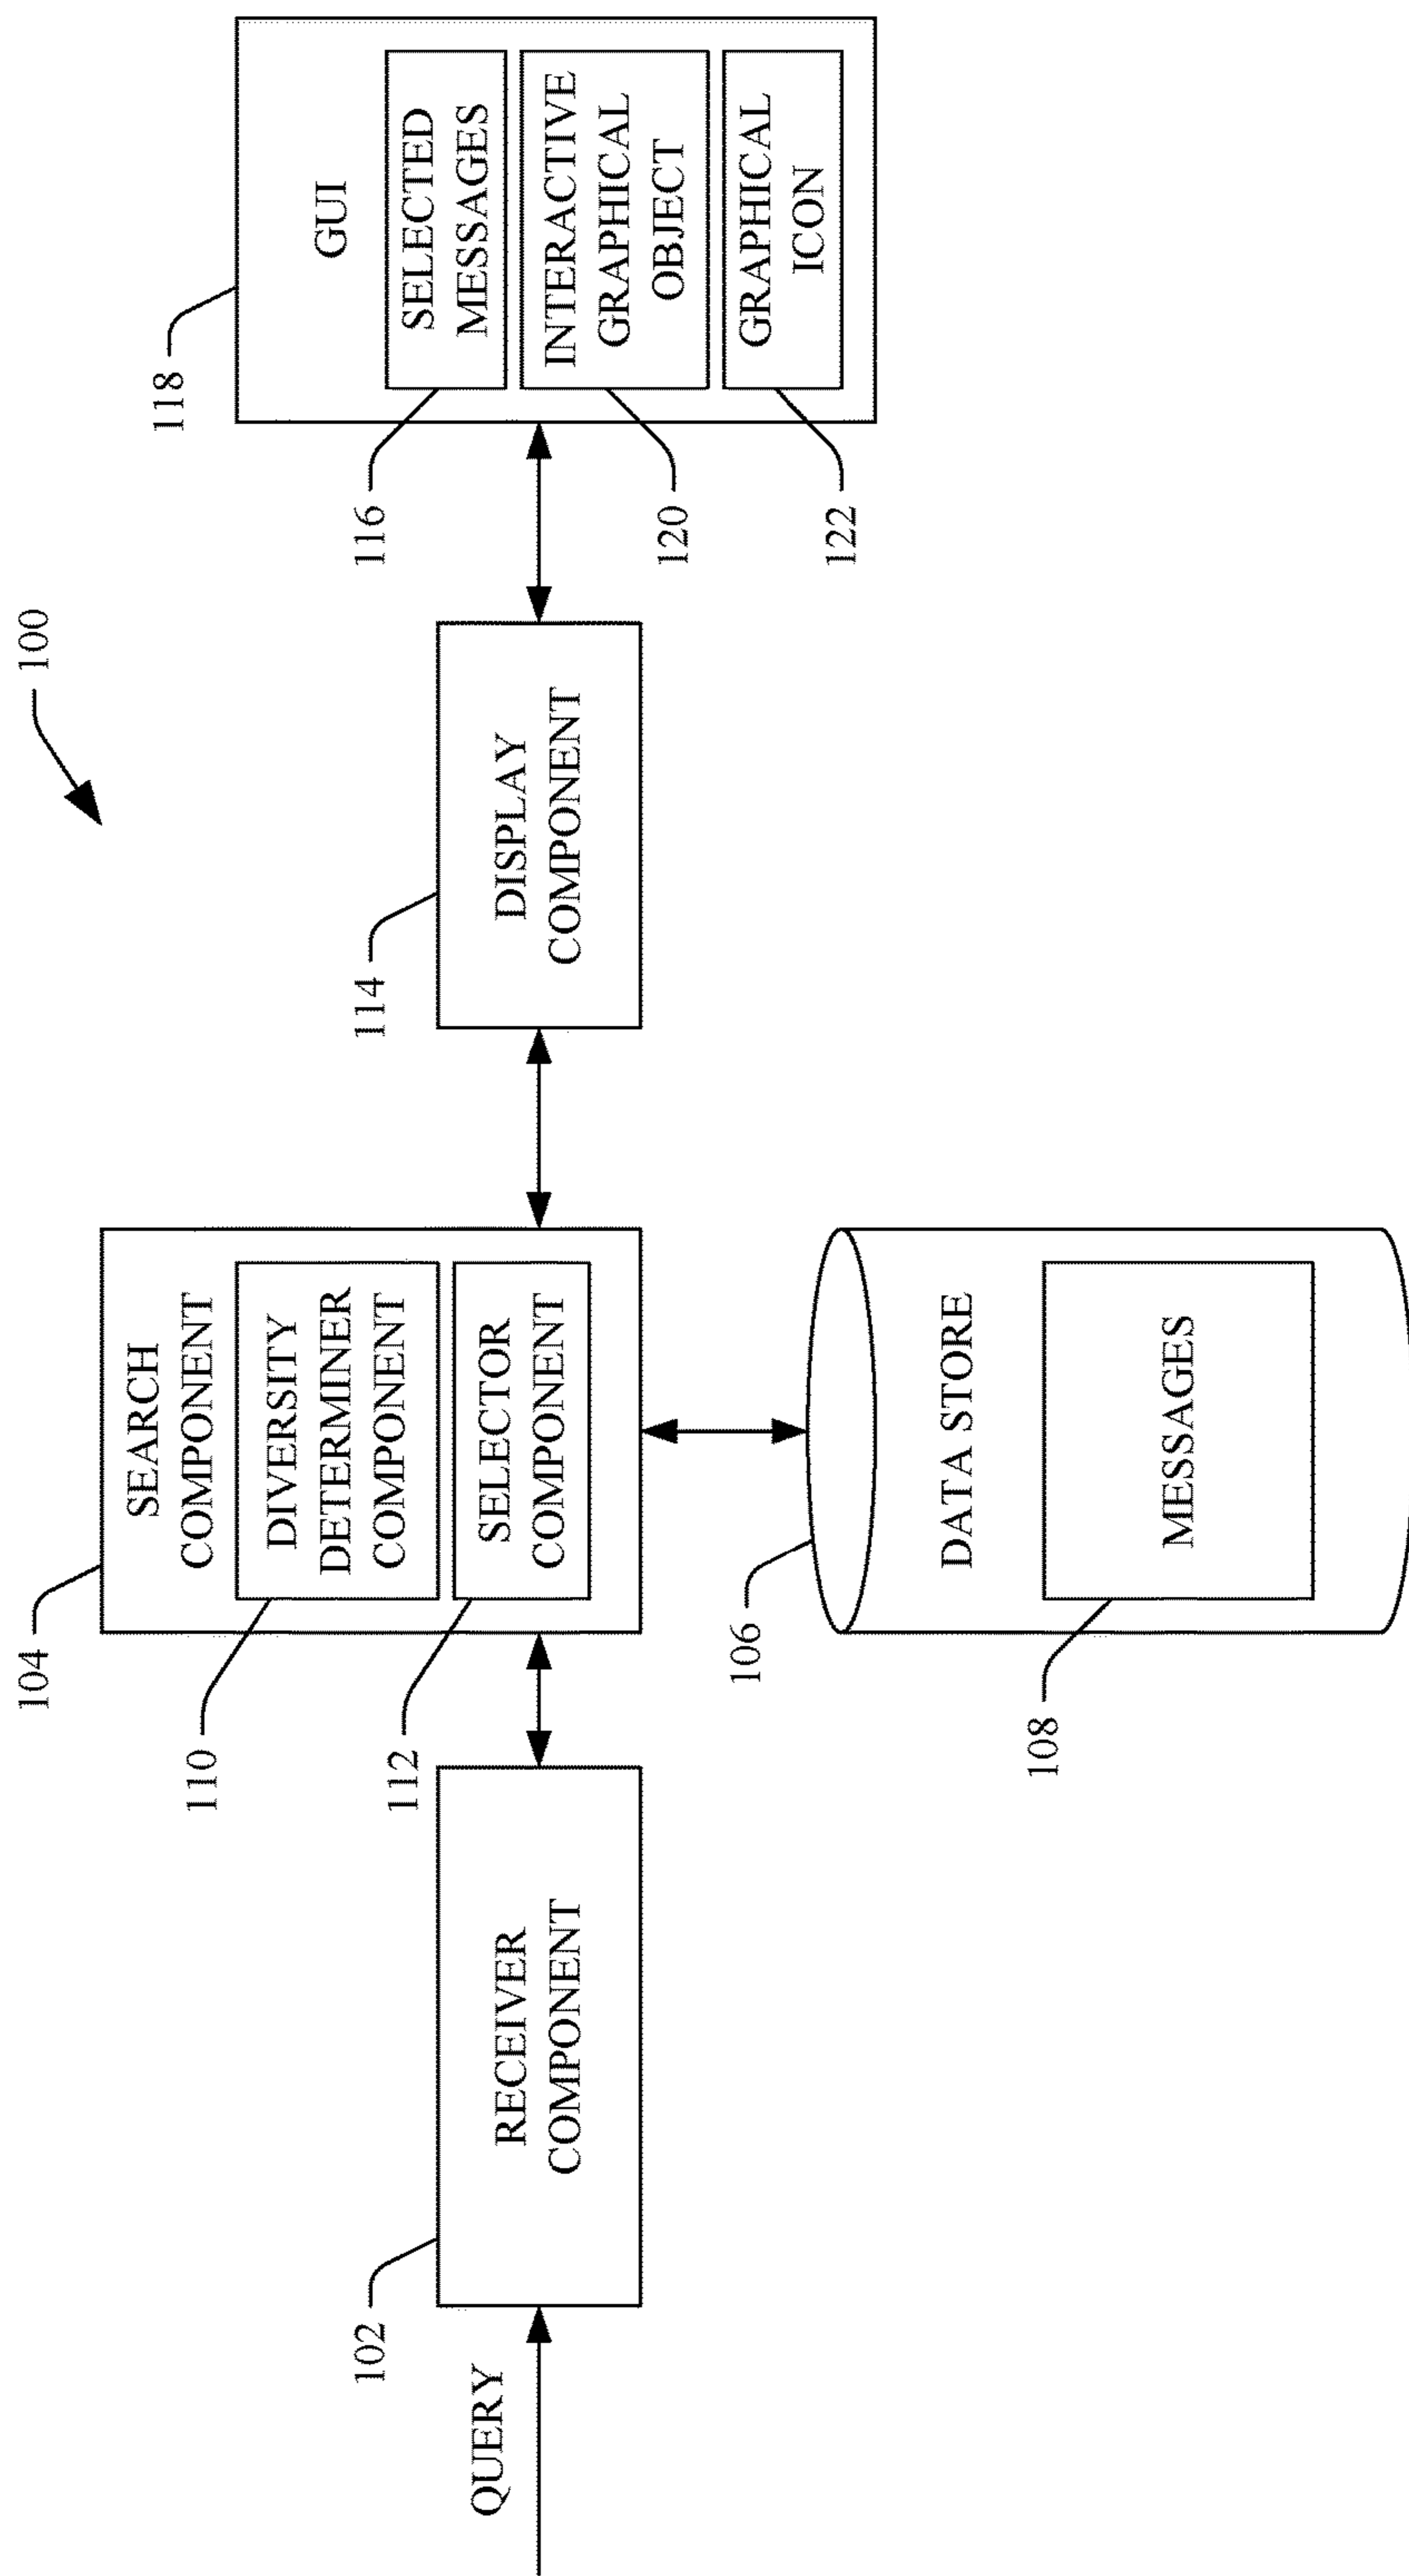 100
QUERY
102
RECEIVER
COMPONENT
104
SEARCH
COMPONENT
110
DIVERSITY
DETERMINER
COMPONENT
112
SELECTOR
COMPONENT
106
DATA STORE
108
MESSAGES
114
DISPLAY
COMPONENT
118
GUI
116
SELECTED
MESSAGES
120
INTERACTIVE
GRAPHICAL
OBJECT
122
GRAPHICAL
ICON